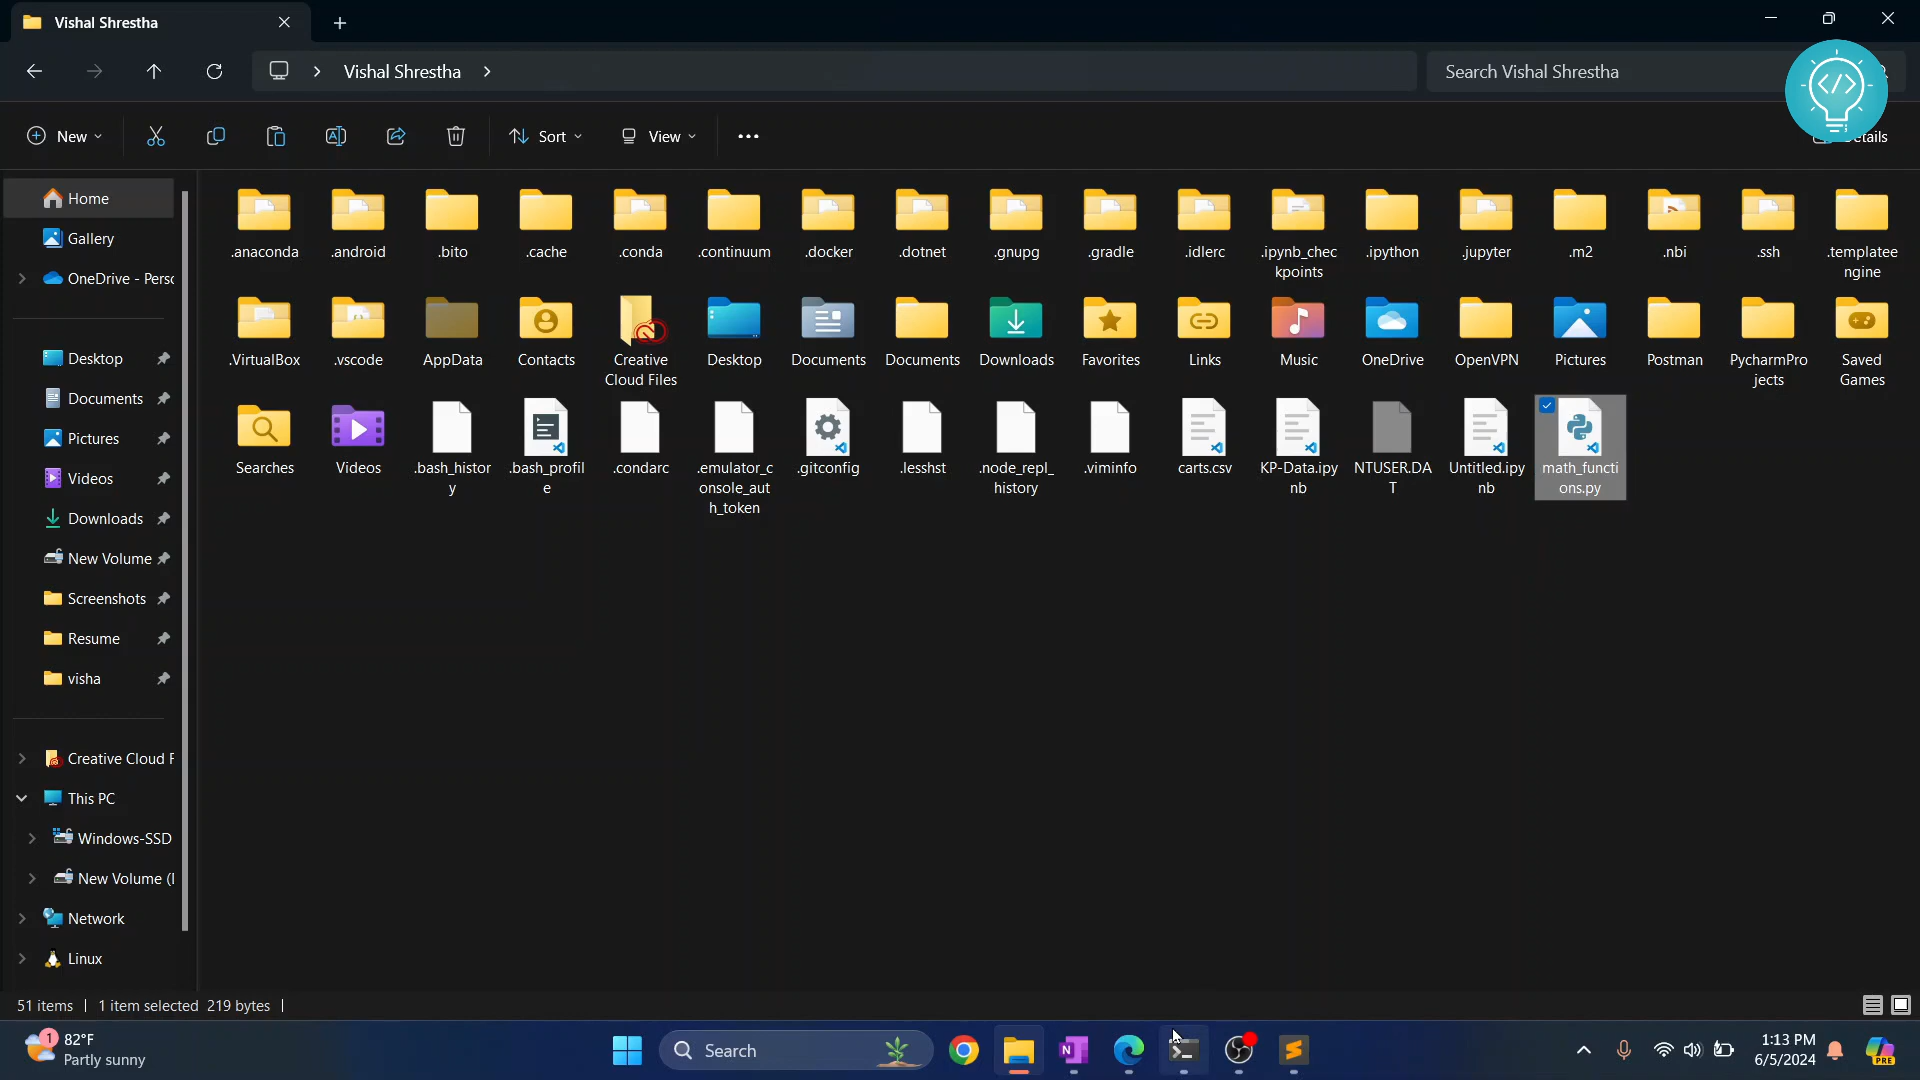 Vishal Shrestha
Vishal Shrestha
Search Vishal Shrestha
New
Sort
View
Home
Gallery
OneDrive - Perso
Desktop
Documents
Pictures
Videos
Downloads
New Volume
Screenshots
Resume
visha
Creative Cloud F
This PC
Windows-SSD
New Volume (I
Network
Linux
.anaconda
.android
.bito
.cache
.conda
.continuum
.docker
.dotnet
.gnupg
.gradle
.idlerc
.ipynb_chec
kpoints
.ipython
.jupyter
.m2
.nbi
.ssh
.templatee
ngine
.VirtualBox
.vscode
AppData
Contacts
Creative
Cloud Files
Desktop
Documents
Documents
Downloads
Favorites
Links
Music
OneDrive
OpenVPN
Pictures
Postman
PycharmPro
jects
Saved
Games
Searches
Videos
.bash_histor
y
.bash_profil
e
.condarc
.emulator_c
onsole_aut
h_token
.gitconfig
.lesshst
.node_repl_
history
.viminfo
carts.csv
KP-Data.ipy
nb
NTUSER.DA
T
Untitled.ipy
nb
math_functi
ons.py
51 items
1 item selected 219 bytes
1
82°F
Partly sunny
Search
1:13 PM
6/5/2024
PRE